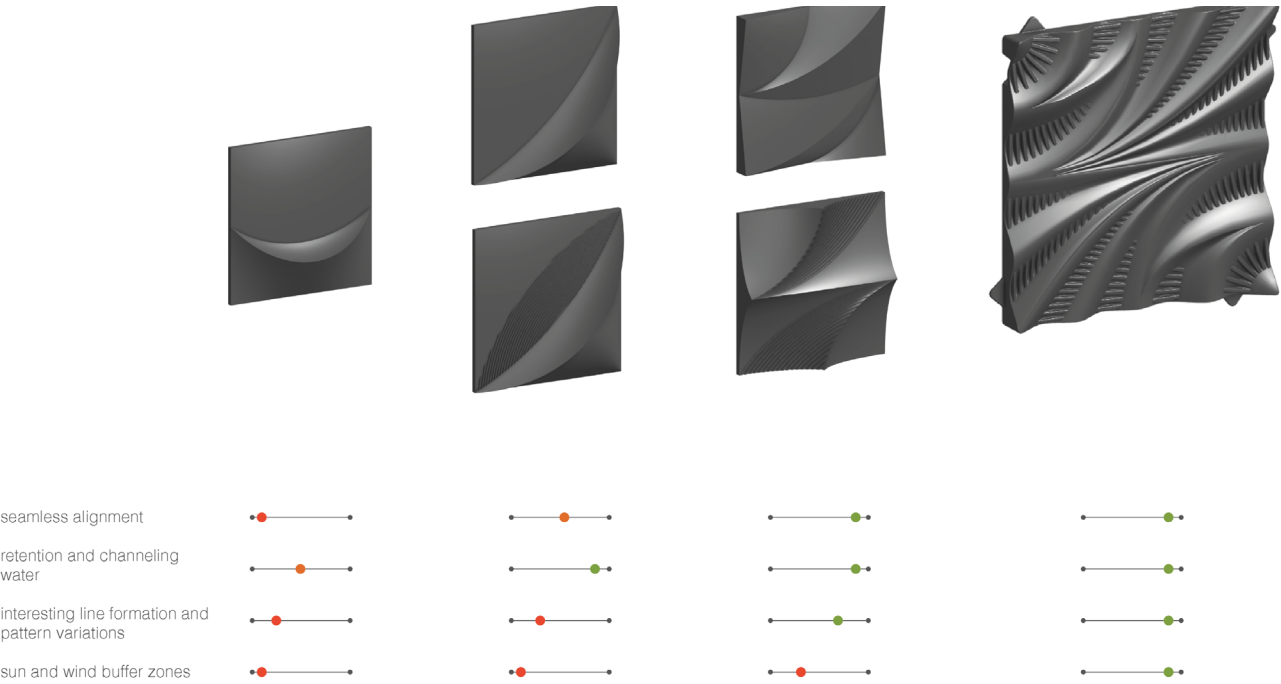 seamless alignment
retention and channeling
water
interesting line formation and
pattern variations
sun and wind buffer zones